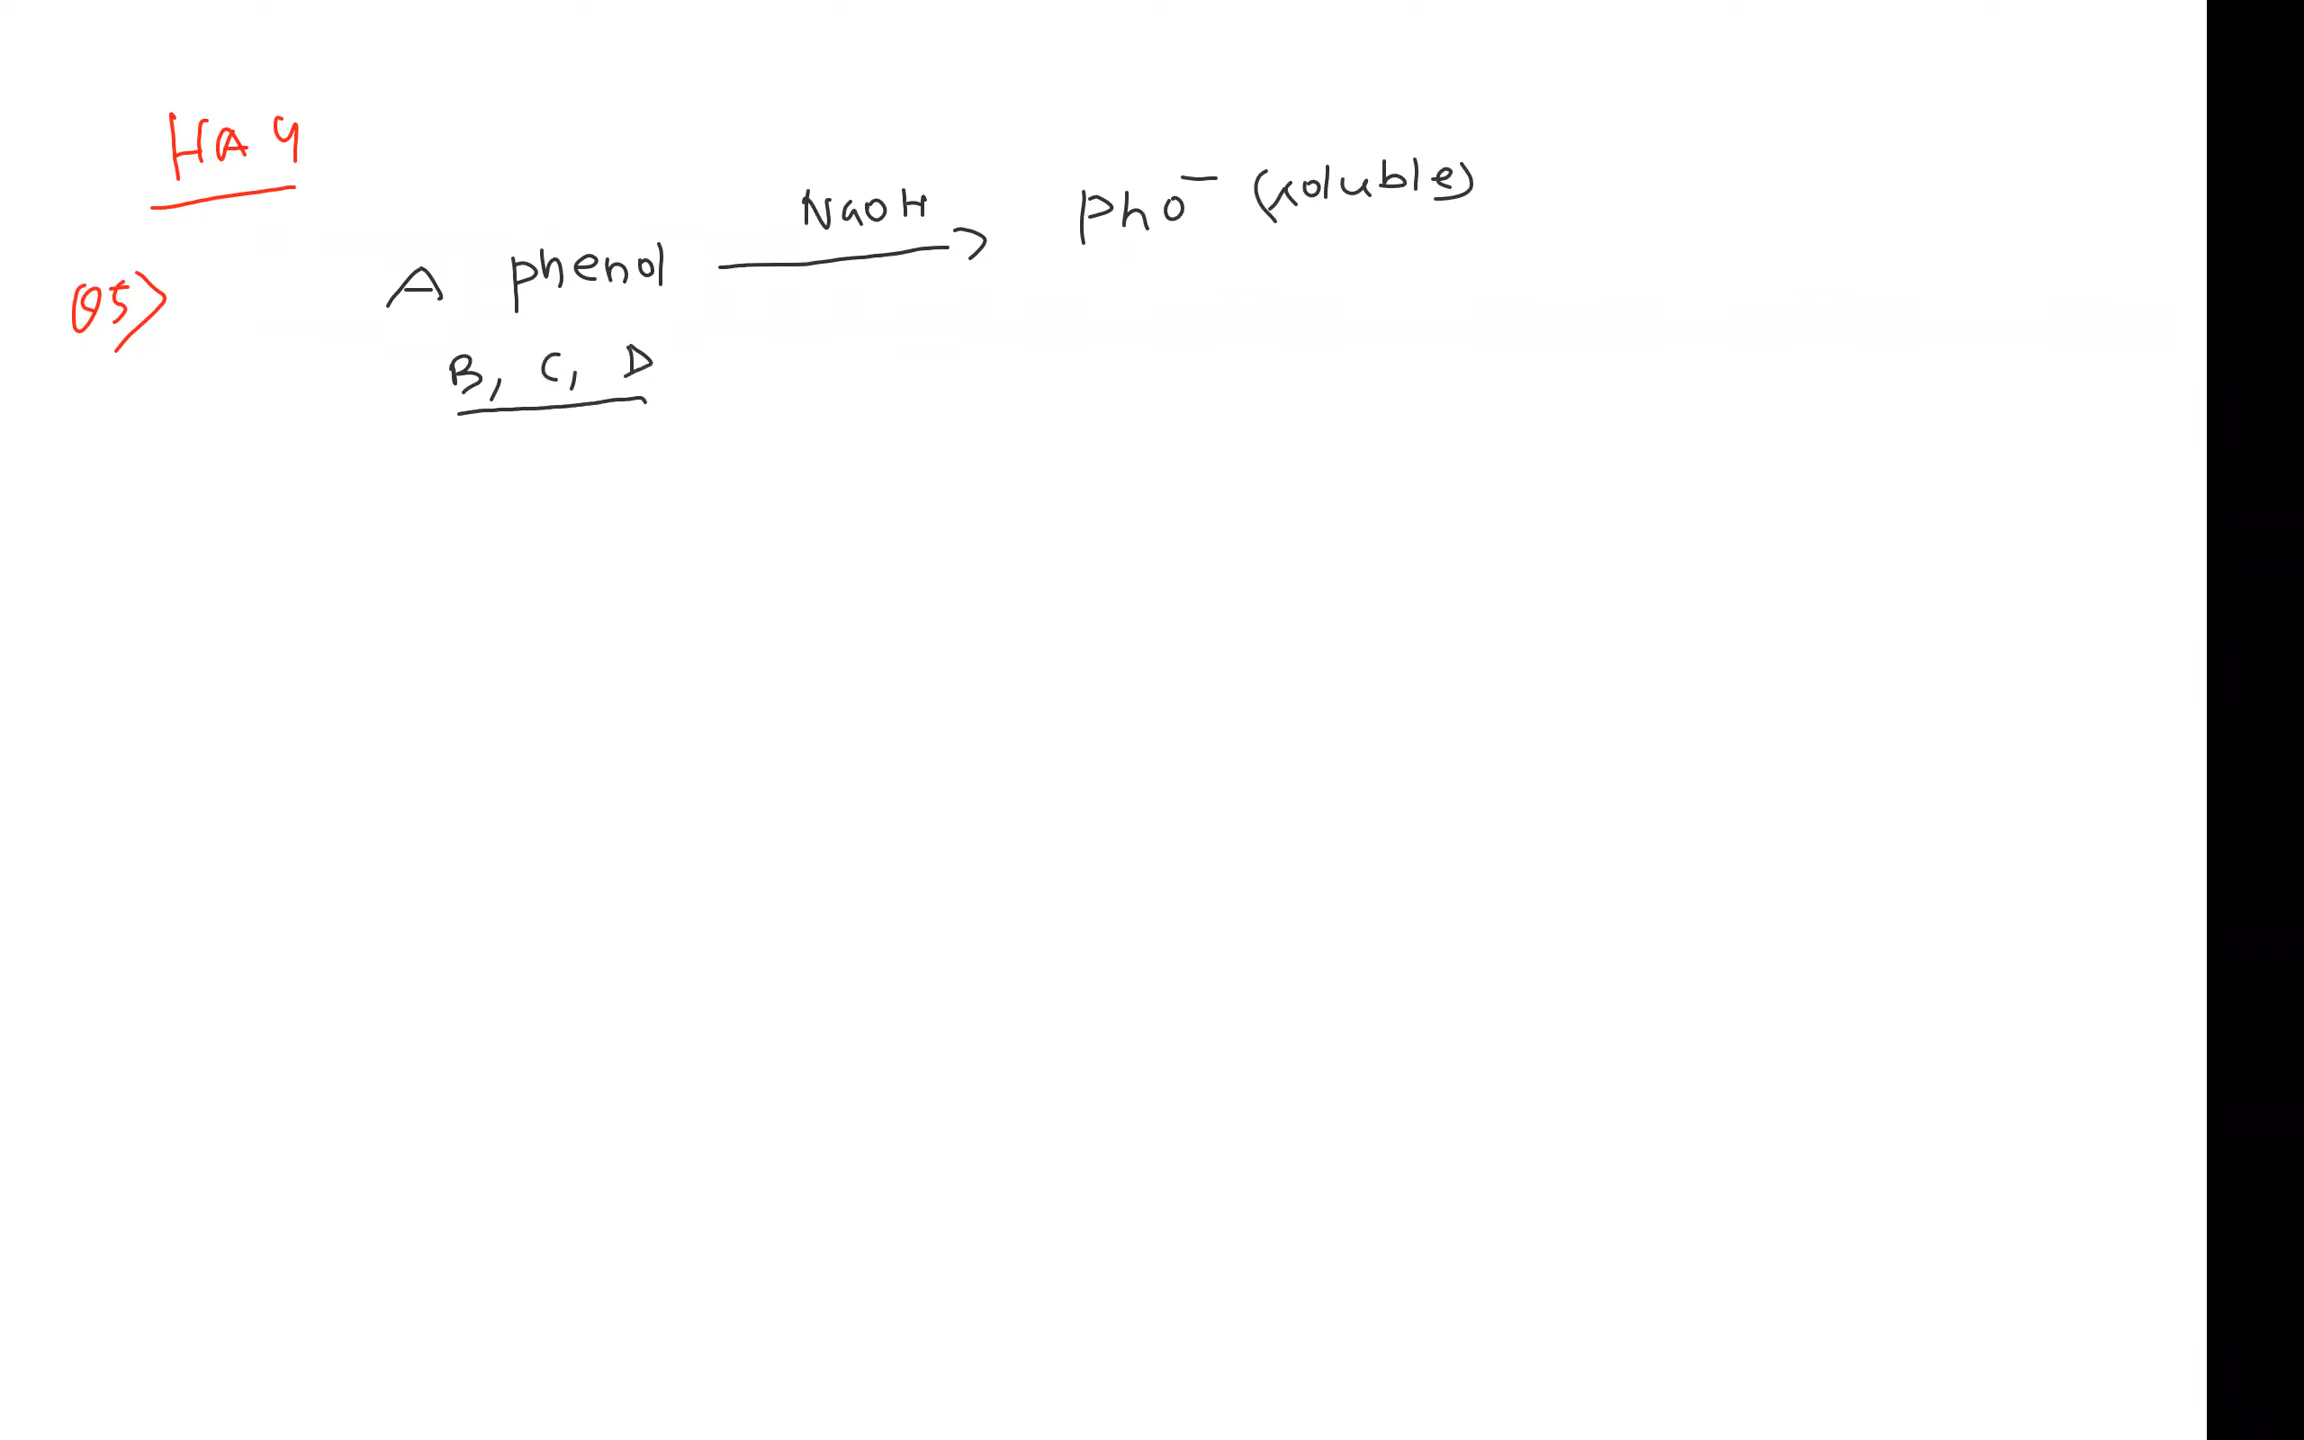 HA 4
Q5>
A phenol NaOH → PhO⁻ (soluble)
B, C, D